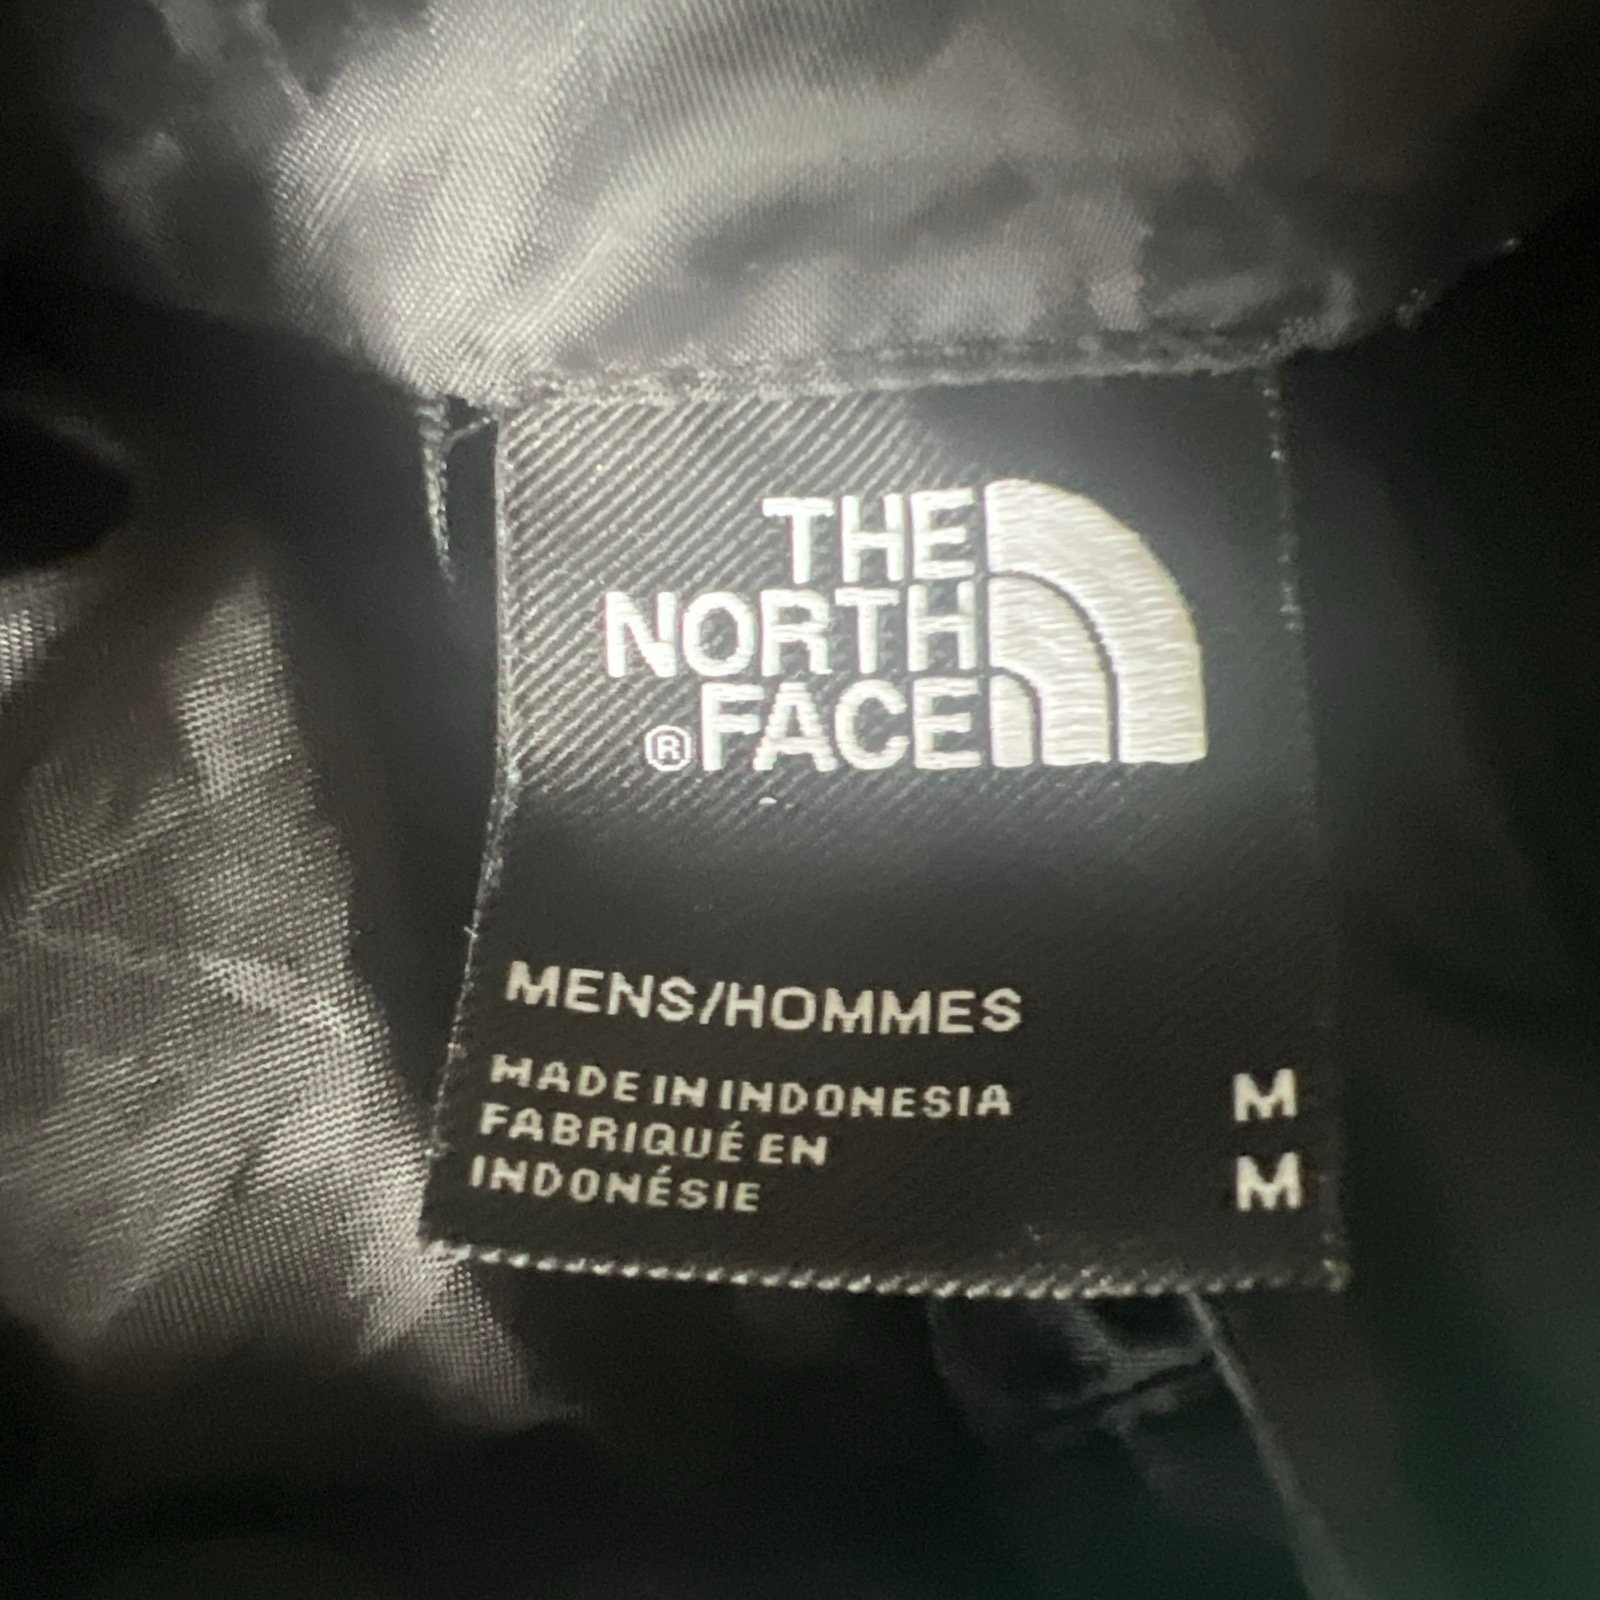 THE
NORTH
®FACE
MENS/HOMMES
MADE IN INDONESIA M
FABRIQUÉ EN
INDONÉSIE M